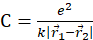 C = e² / k|r⃗₁ − r⃗₂|